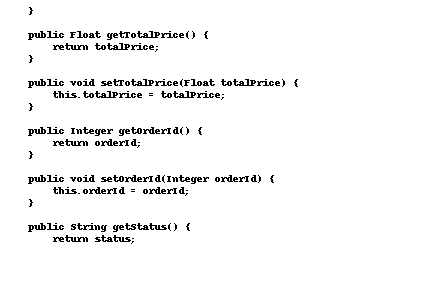 }
public Float getTotalPrice() {
return totalPrice;
}
public void setTotalPrice(Float totalPrice) {
this.totalPrice = totalPrice;
}
public Integer getOrderId() {
return orderId;
}
public void setOrderId(Integer orderId) {
this.orderId = orderId;
}
public String getStatus() {
return status;